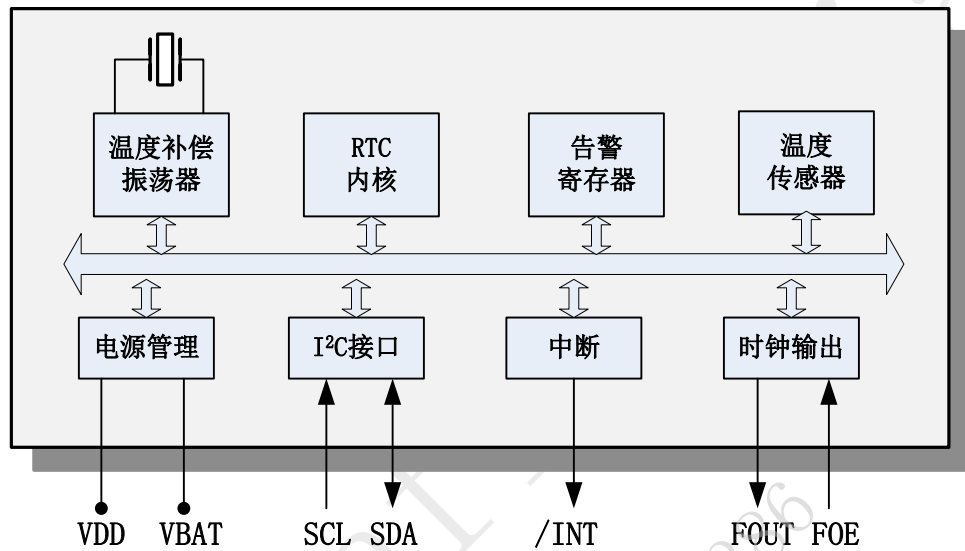 温度补偿
振荡器
RTC
内核
告警
寄存器
温度
传感器
电源管理
I²C接口
中断
时钟输出
VDD VBAT SCL SDA /INT FOUT FOE